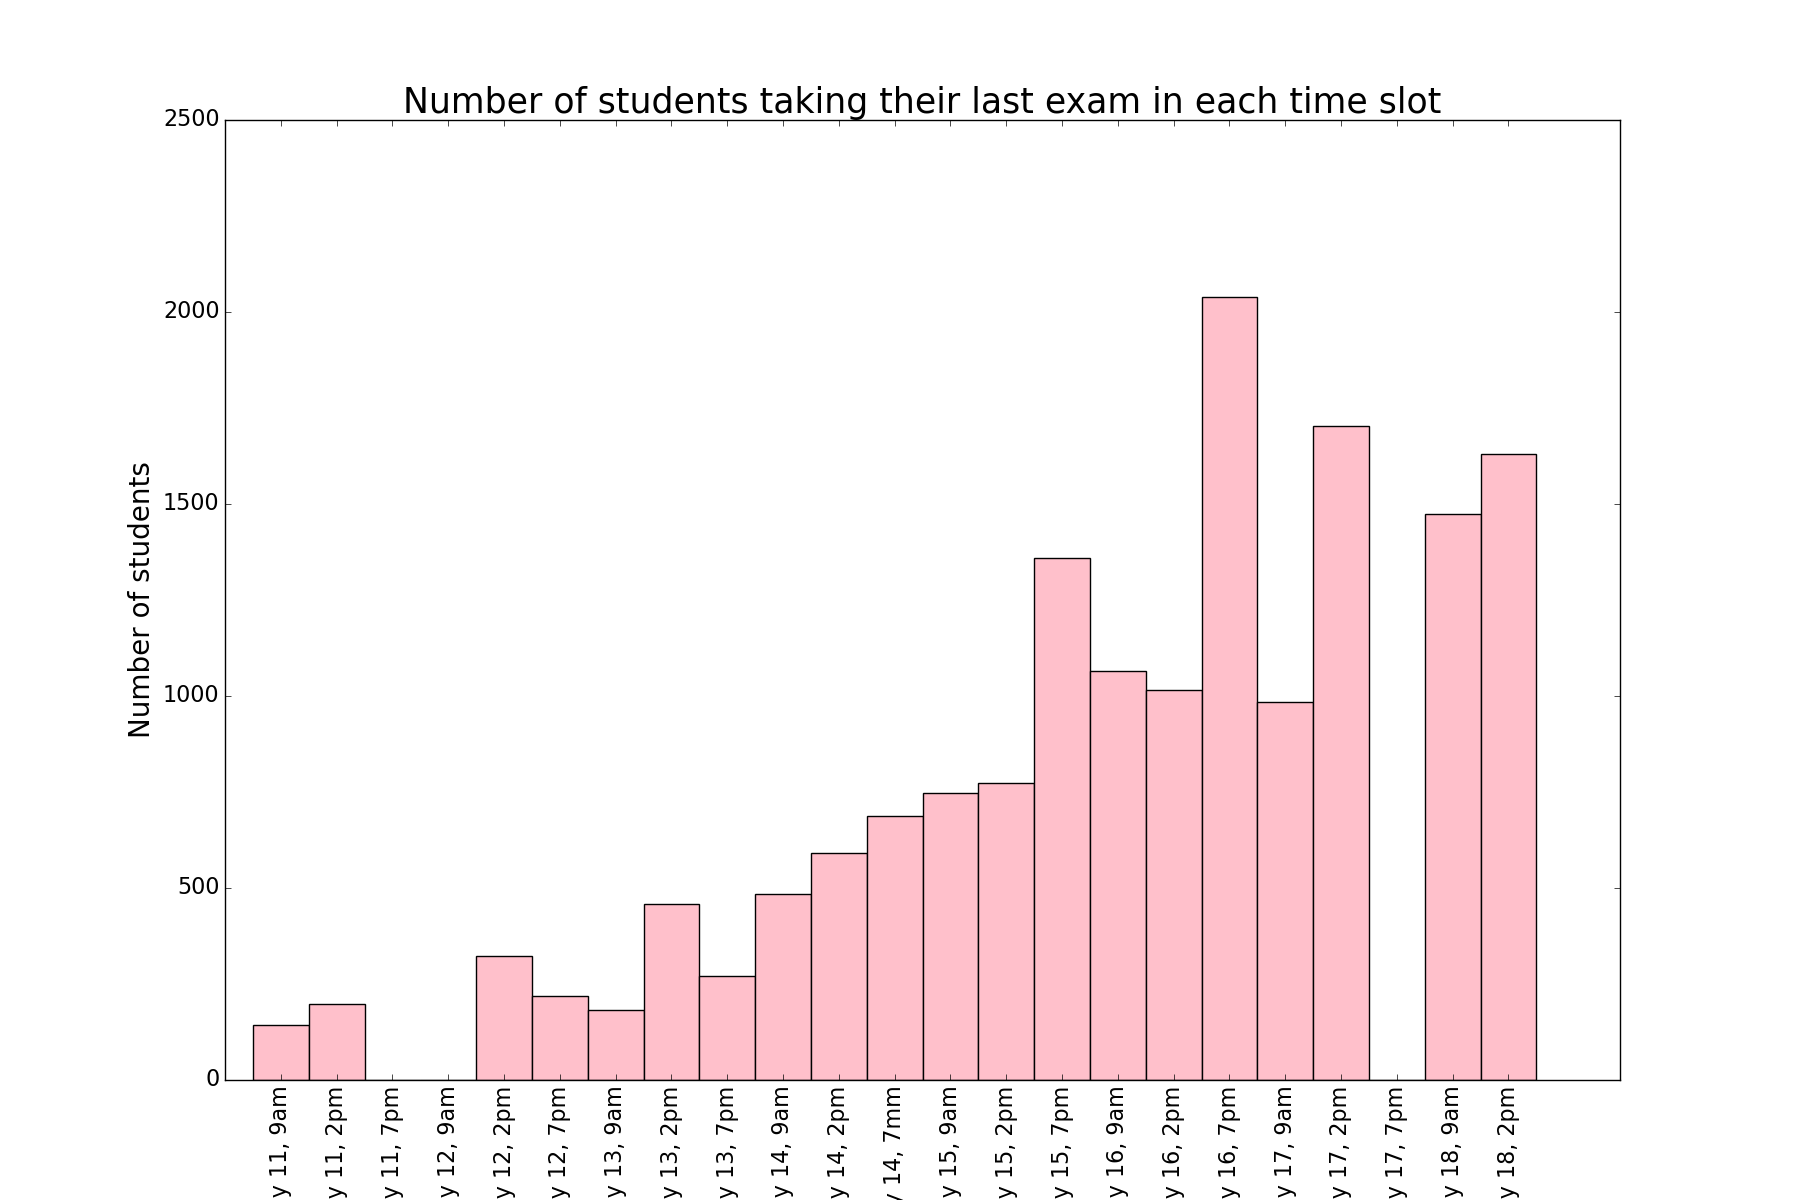 Number of students taking their last exam in each time slot
2500
2000
1500
1000
500
0
Number of students
y 11, 9am
y 11, 2pm
y 11, 7pm
y 12, 9am
y 12, 2pm
y 12, 7pm
y 13, 9am
y 13, 2pm
y 13, 7pm
y 14, 9am
y 14, 2pm
y 14, 7mm
y 15, 9am
y 15, 2pm
y 15, 7pm
y 16, 9am
y 16, 2pm
y 16, 7pm
y 17, 9am
y 17, 2pm
y 17, 7pm
y 18, 9am
y 18, 2pm